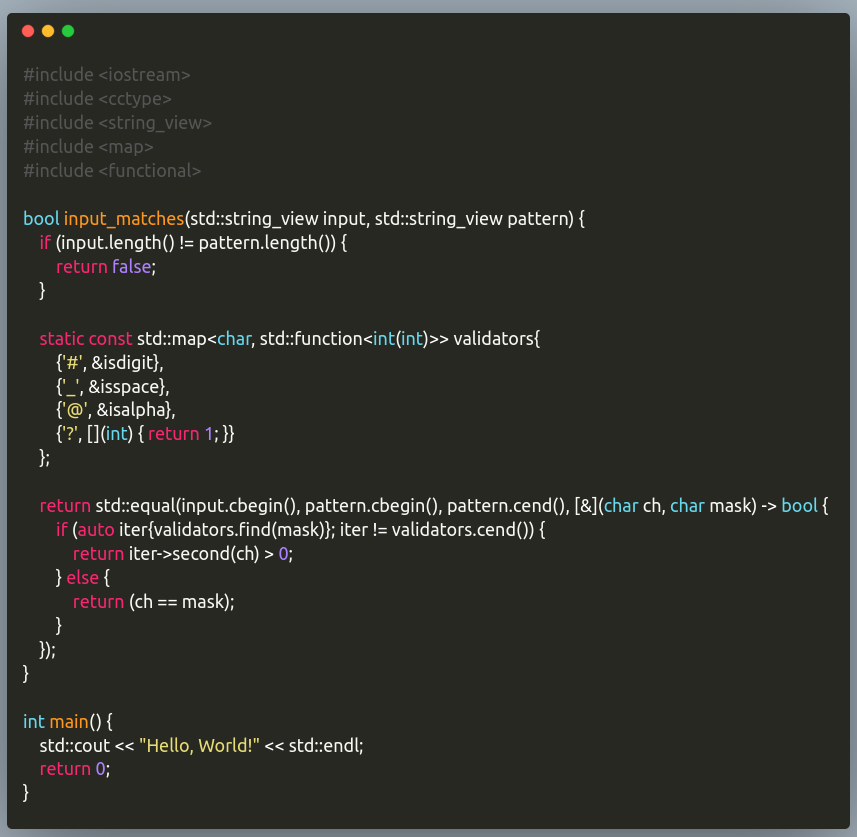 #include <iostream>
#include <cctype>
#include <string_view>
#include <map>
#include <functional>

bool input_matches(std::string_view input, std::string_view pattern) {
    if (input.length() != pattern.length()) {
        return false;
    }

    static const std::map<char, std::function<int(int)>> validators{
        {'#', &isdigit},
        {'_', &isspace},
        {'@', &isalpha},
        {'?', [](int) { return 1; }}
    };

    return std::equal(input.cbegin(), pattern.cbegin(), pattern.cend(), [&](char ch, char mask) -> bool {
        if (auto iter{validators.find(mask)}; iter != validators.cend()) {
            return iter->second(ch) > 0;
        } else {
            return (ch == mask);
        }
    });
}

int main() {
    std::cout << "Hello, World!" << std::endl;
    return 0;
}